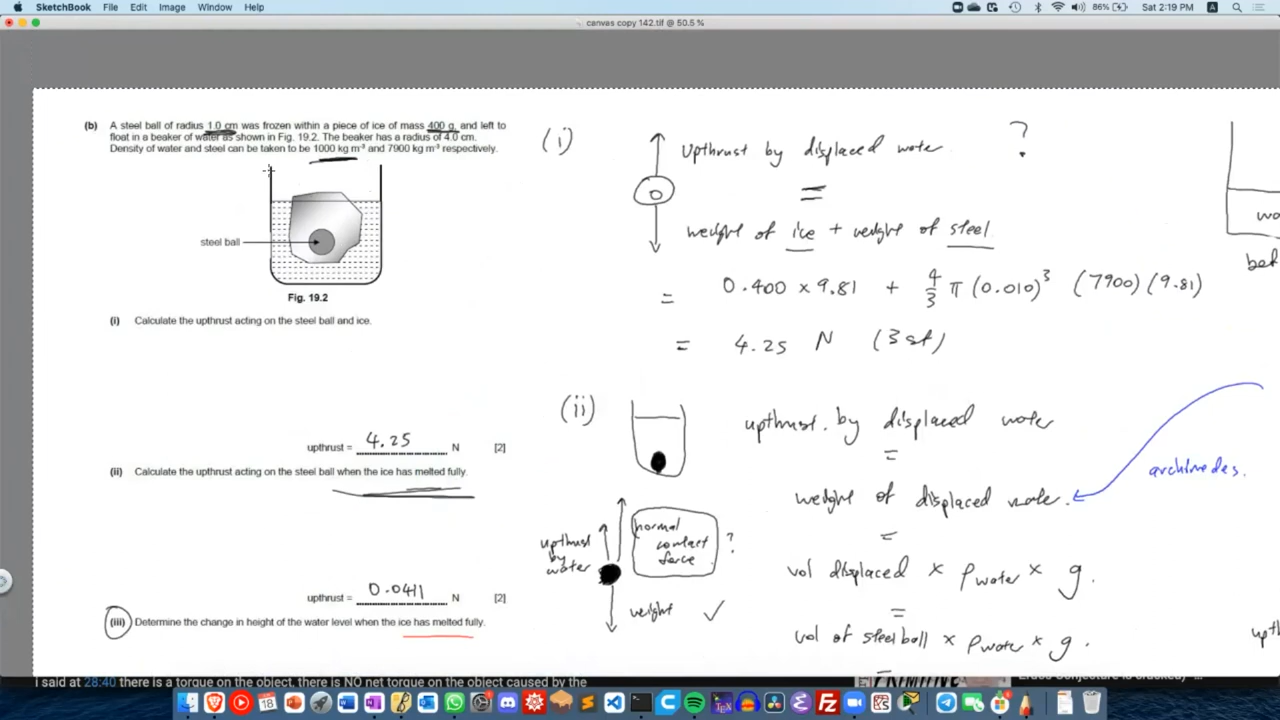 SketchBook File Edit Image Window Help
86% Sat 2:19 PM
canvas copy 142.tif @ 50.5 %
(b) A steel ball of radius 1.0 cm was frozen within a piece of ice of mass 400 g, and left to
float in a beaker of water as shown in Fig. 19.2. The beaker has a radius of 4.0 cm.
Density of water and steel can be taken to be 1000 kg m⁻³ and 7900 kg m⁻³ respectively.
steel ball
Fig. 19.2
(i) Calculate the upthrust acting on the steel ball and ice.
upthrust = 4.25 N [2]
(ii) Calculate the upthrust acting on the steel ball when the ice has melted fully.
upthrust = 0.0411 N [2]
(iii) Determine the change in height of the water level when the ice has melted fully.
(i)
Upthrust by displaced water ?
=
weight of ice + weight of steel
= 0.400 × 9.81 + 4/3 π (0.010)³ (7900)(9.81)
= 4.25 N (3 sf)
(ii)
upthrust by displaced water
=
weight of displaced water.
archimedes.
=
vol displaced × ρwater × g.
=
vol of steel ball × ρwater × g.
=
upthrust
by
water
normal
contact
force
?
weight ✓
I said at 28:40 there is a torque on the object, there is NO net torque on the object caused by the